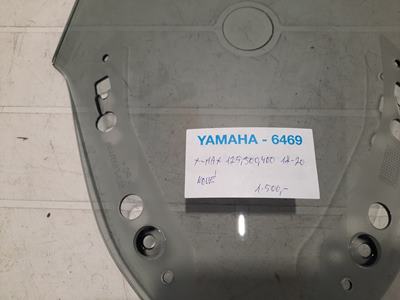 YAMAHA - 6469
X-MAX 125,300,400 18-20
NOVÉ
1.500,-